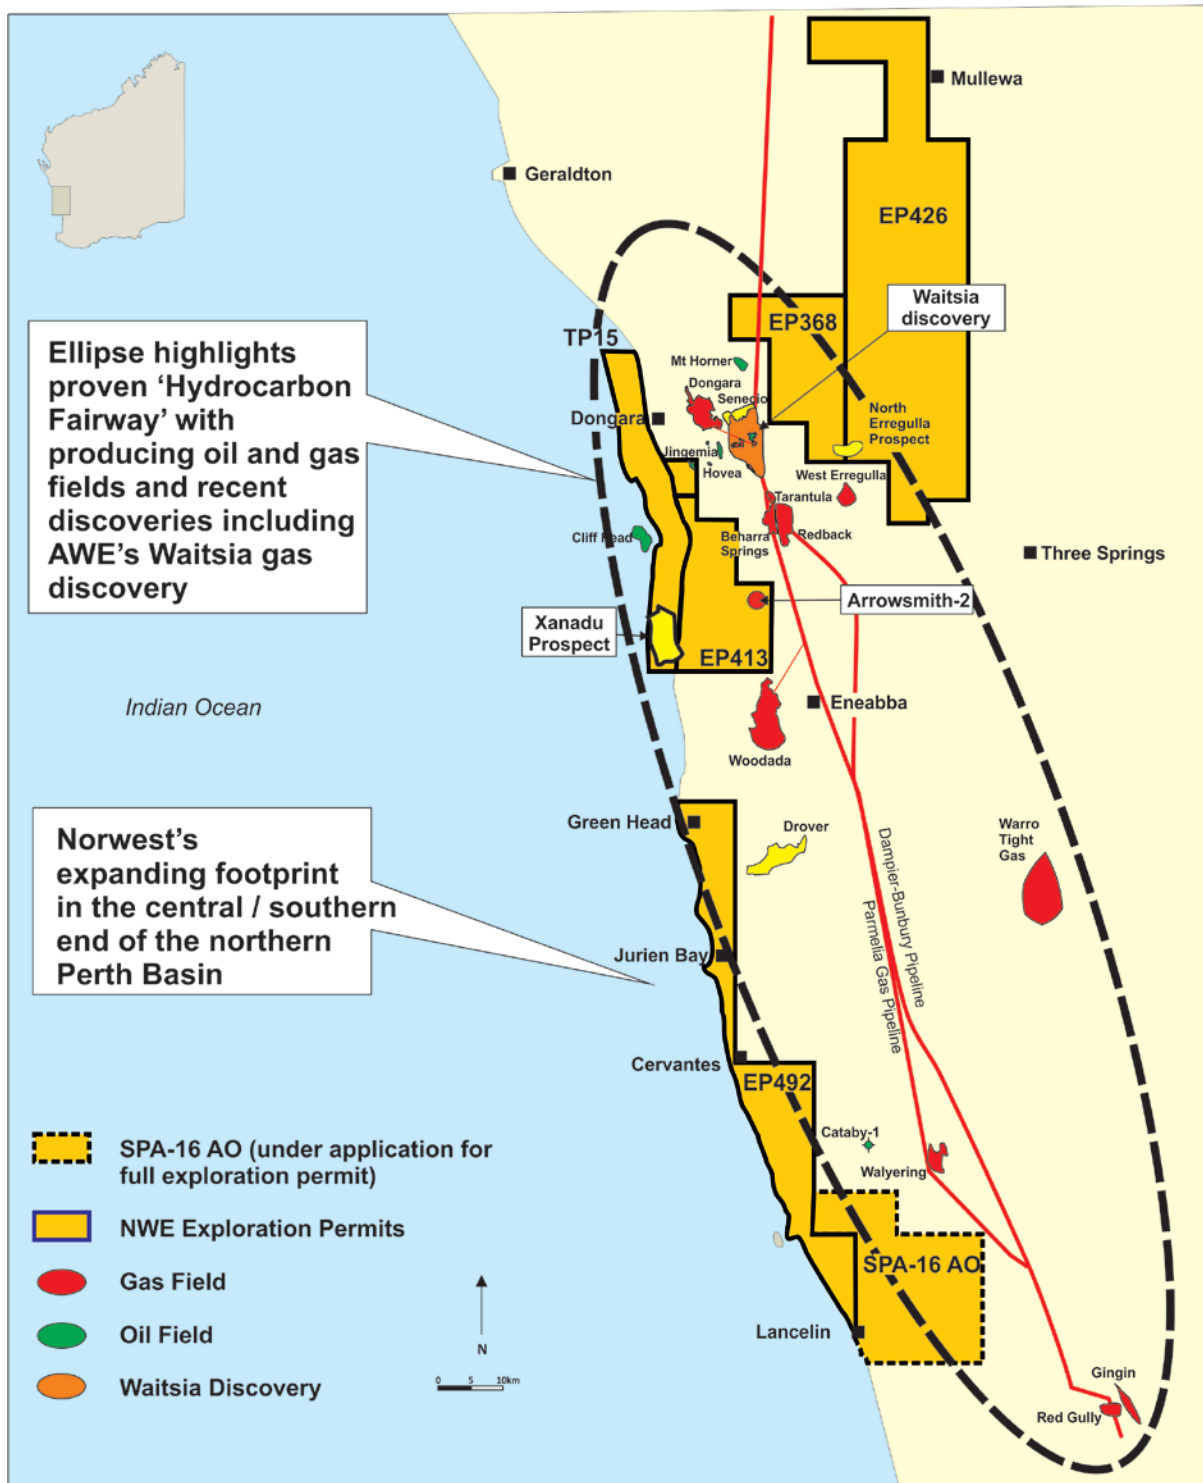 Mullewa
Geraldton
EP426
Waitsia
discovery
EP368
TP15
Ellipse highlights
proven ‘Hydrocarbon
Fairway’ with
producing oil and gas
fields and recent
discoveries including
AWE’s Waitsia gas
discovery
Mt Horner
Dongara
Senecio
Dongara
North
Erregulla
Prospect
Jingemia
Hovea
West Erregulla
Tarantula
Cliff Head
Beharra
Springs
Redback
Three Springs
Arrowsmith-2
Xanadu
Prospect
EP413
Indian Ocean
Eneabba
Woodada
Green Head
Drover
Warro
Tight
Gas
Norwest’s
expanding footprint
in the central / southern
end of the northern
Perth Basin
Dampier-Bunbury Pipeline
Parmelia Gas Pipeline
Jurien Bay
Cervantes
EP492
Cataby-1
Walyering
SPA-16 AO (under application for
full exploration permit)
NWE Exploration Permits
SPA-16 AO
Gas Field
Oil Field
N
Lancelin
Waitsia Discovery
0 5 10km
Gingin
Red Gully